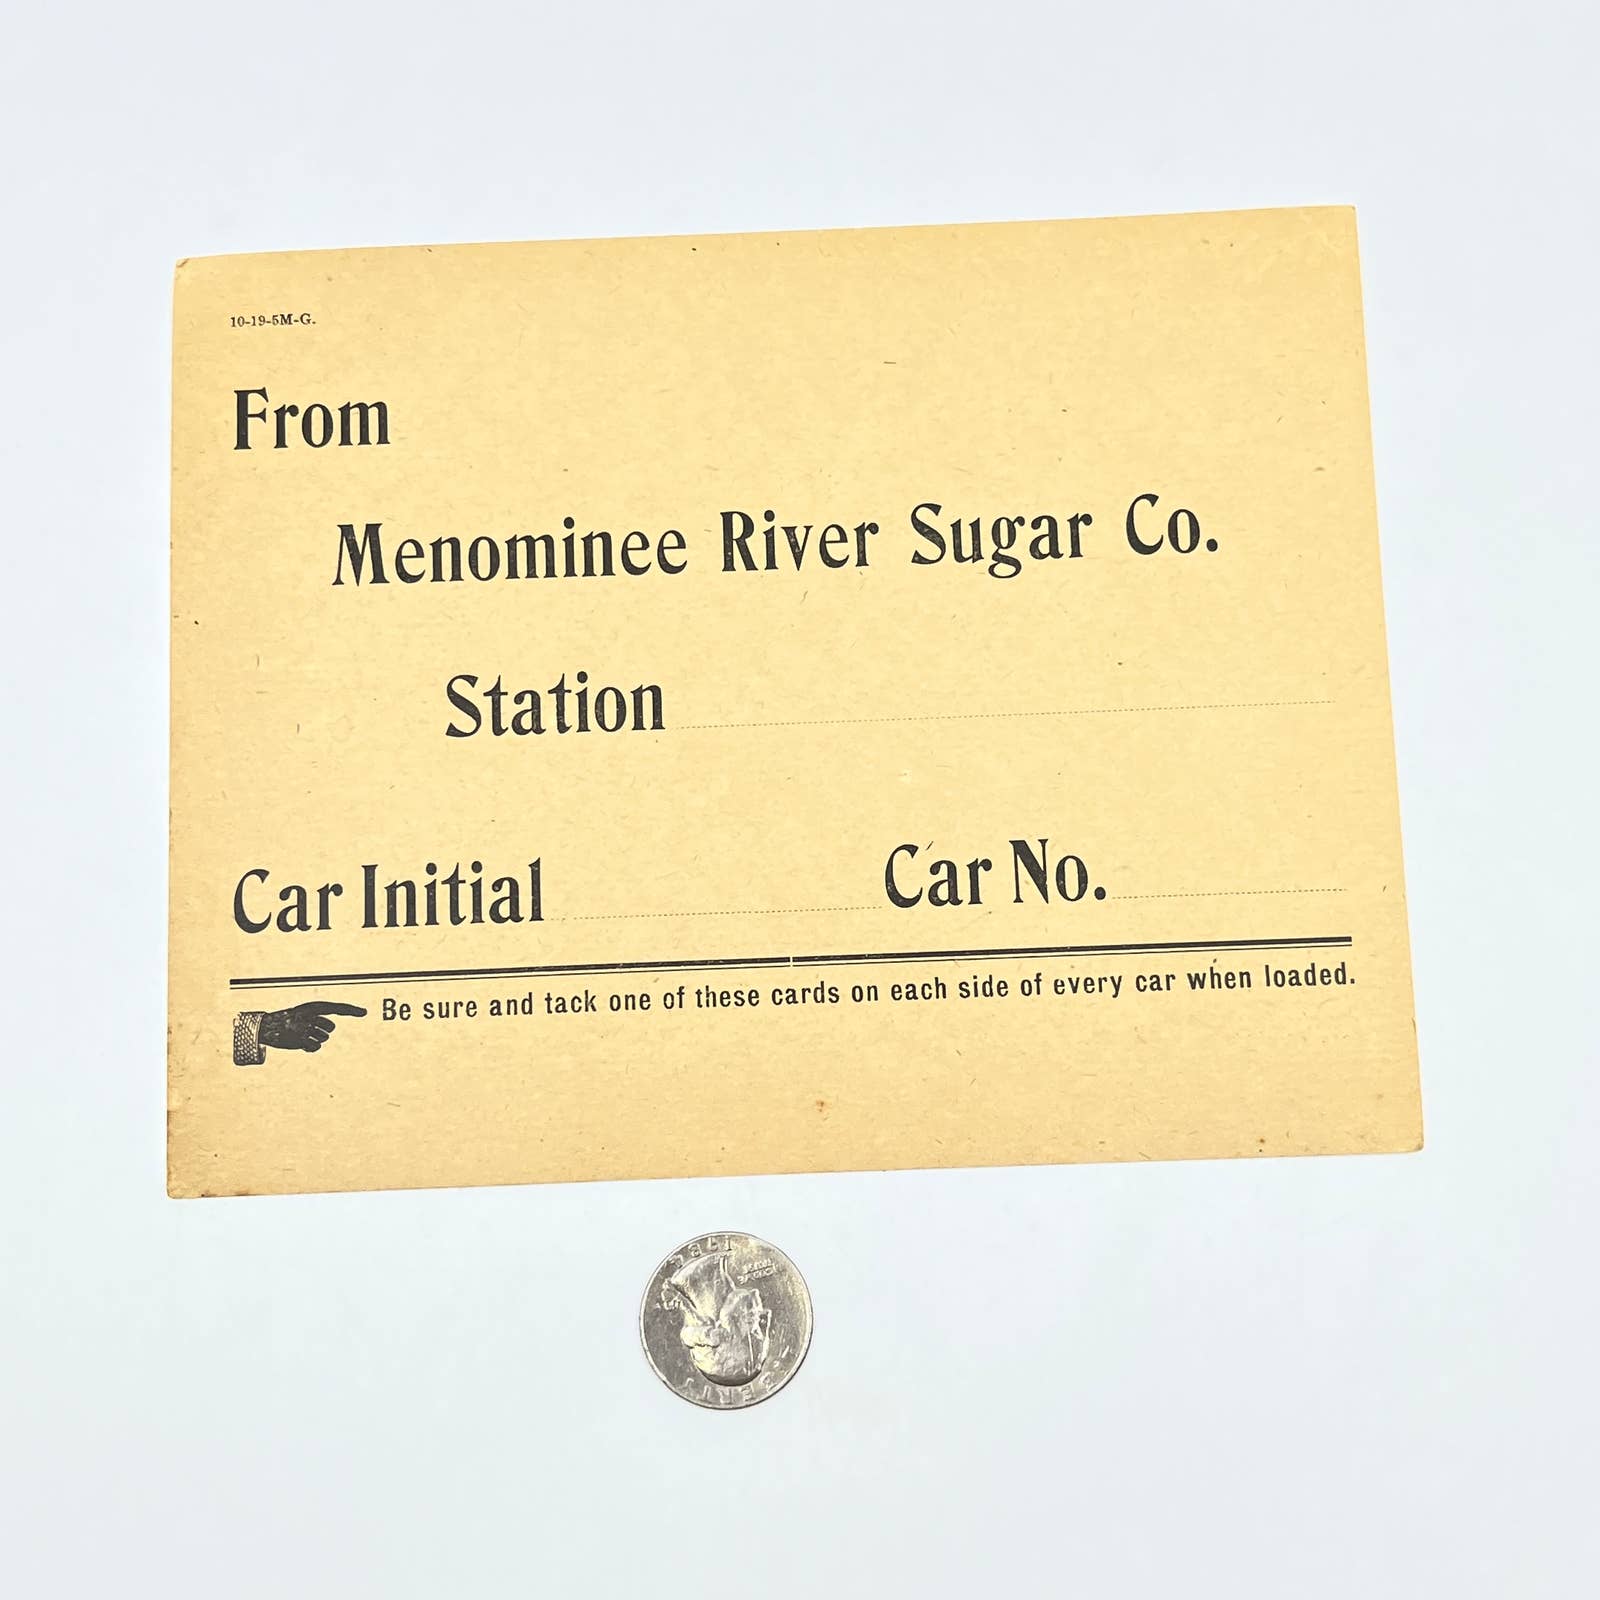 10-19-5M-G.
From
Menominee River Sugar Co.
Station
Car Initial Car No.
Be sure and tack one of these cards on each side of every car when loaded.
LIBERTY